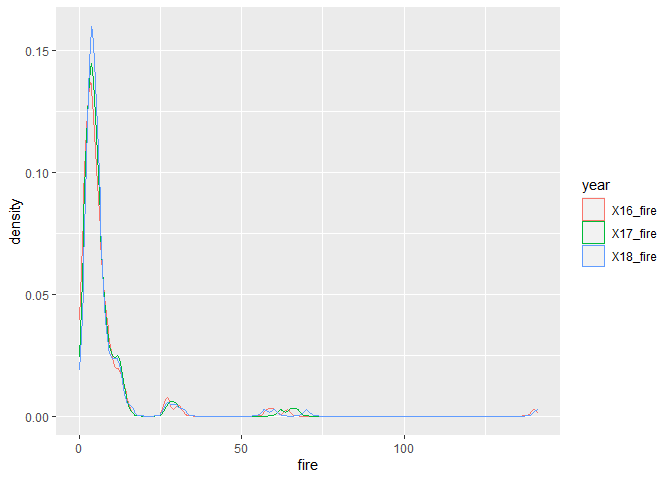 0.15
0.10
0.05
0.00
density
0
50
100
fire
year
X16_fire
X17_fire
X18_fire